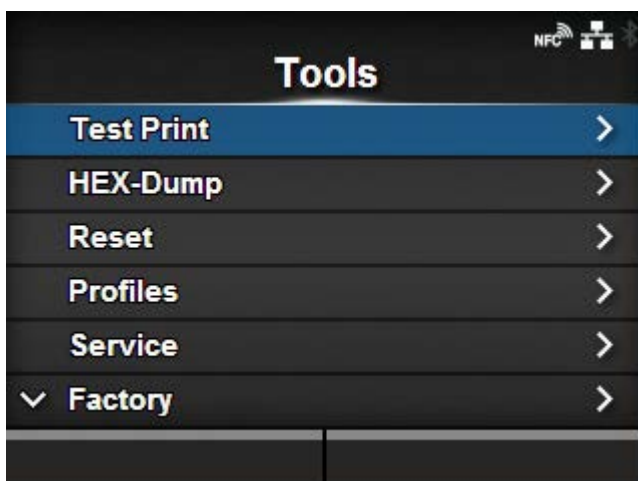 NFC
Tools
Test Print
HEX-Dump
Reset
Profiles
Service
Factory